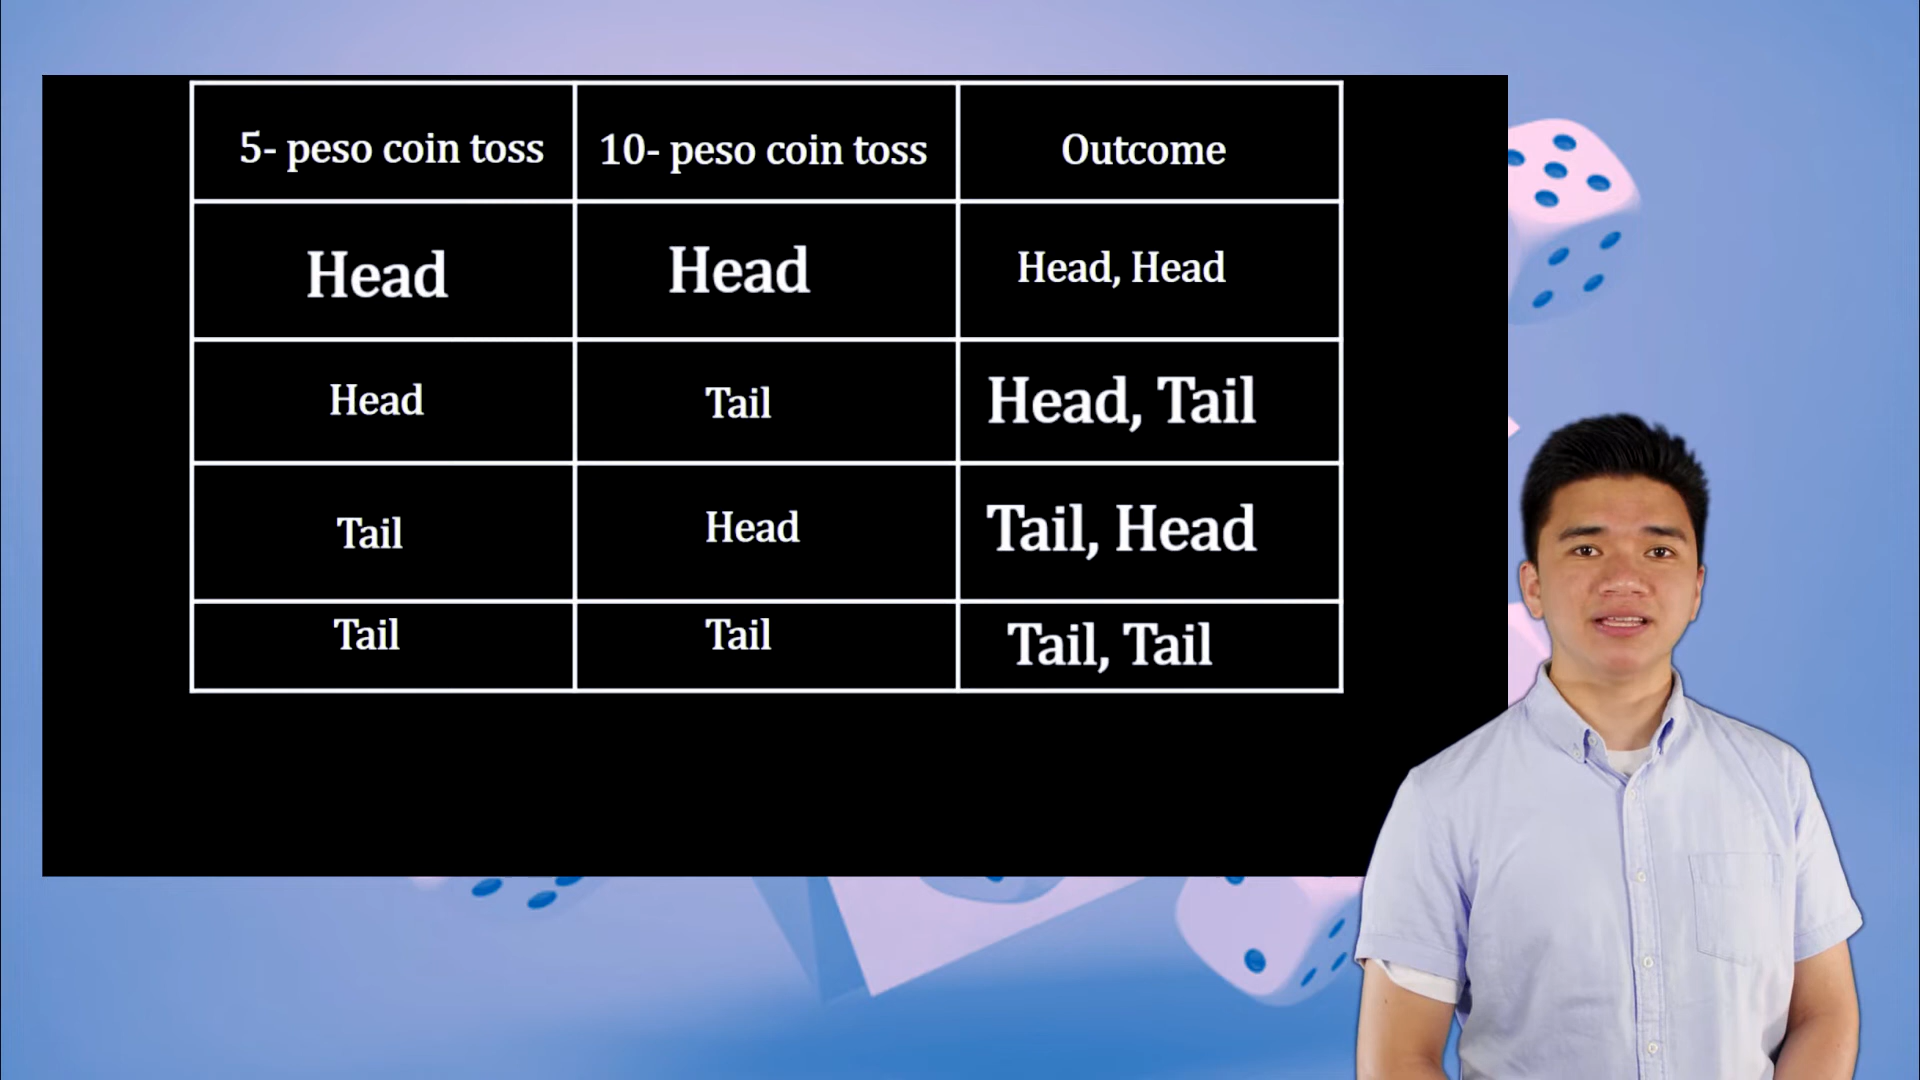 5- peso coin toss 10- peso coin toss Outcome
Head Head Head, Head
Head Tail Head, Tail
Tail Head Tail, Head
Tail Tail Tail, Tail